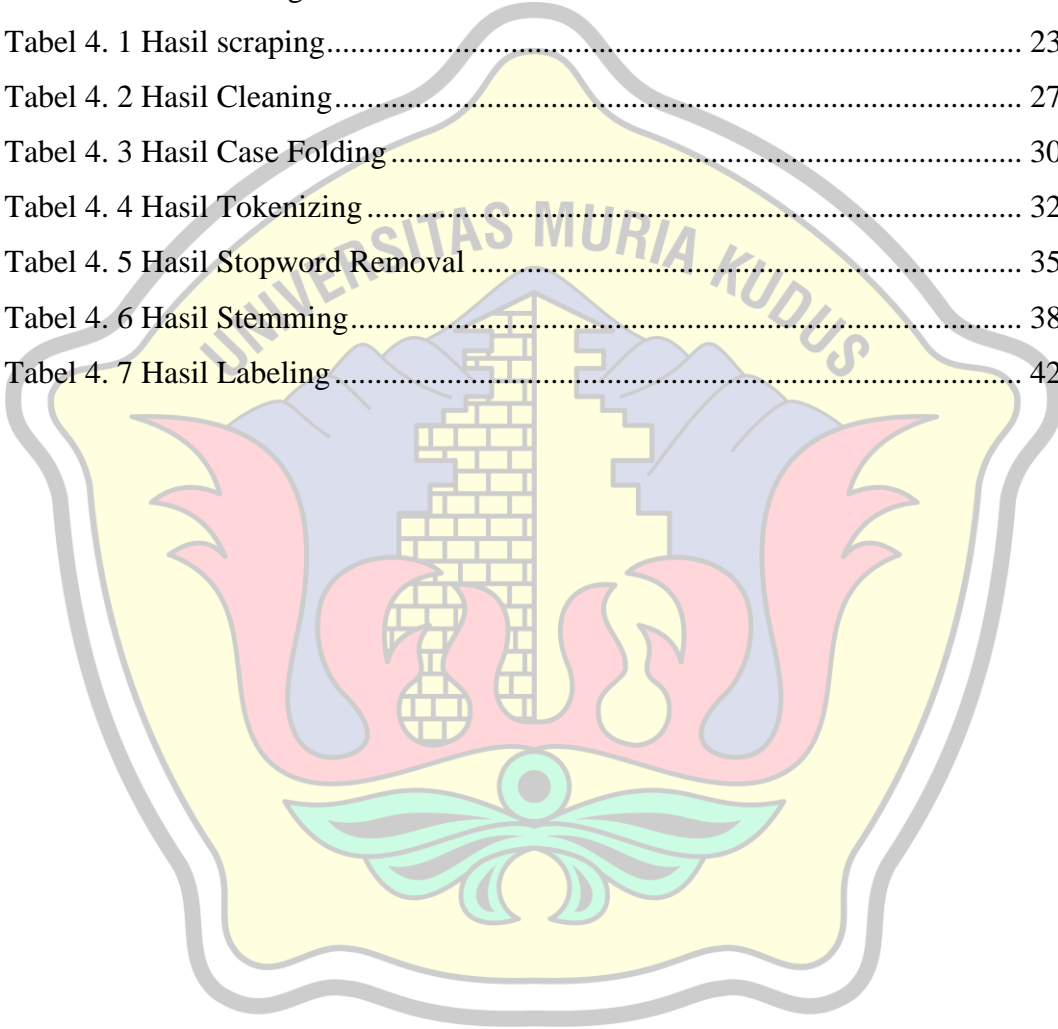 Tabel 4. 1 Hasil scraping.......................................................................................... 23
Tabel 4. 2 Hasil Cleaning......................................................................................... 27
Tabel 4. 3 Hasil Case Folding.................................................................................. 30
Tabel 4. 4 Hasil Tokenizing..................................................................................... 32
Tabel 4. 5 Hasil Stopword Removal........................................................................ 35
Tabel 4. 6 Hasil Stemming....................................................................................... 38
Tabel 4. 7 Hasil Labeling......................................................................................... 42
UNIVERSITAS MURIA KUDUS